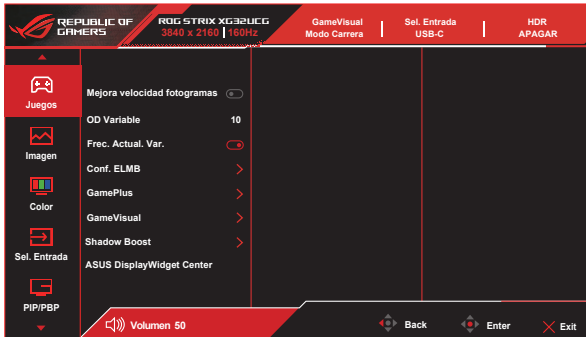 REPUBLIC OF
GAMERS
ROG STRIX XG32UCG
3840 x 2160 160Hz
GameVisual
Modo Carrera
Sel. Entrada
USB-C
HDR
APAGAR
Juegos
Imagen
Color
Sel. Entrada
PIP/PBP
Mejora velocidad fotogramas
OD Variable 10
Frec. Actual. Var.
Conf. ELMB
GamePlus
GameVisual
Shadow Boost
ASUS DisplayWidget Center
Volumen 50
Back
Enter
Exit